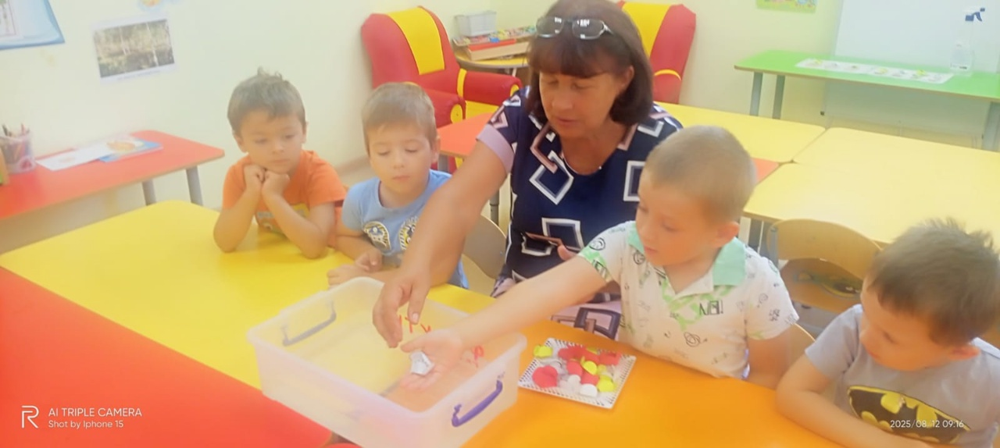 AI TRIPLE CAMERA
Shot by Iphone 15
2025/08/12 09:16